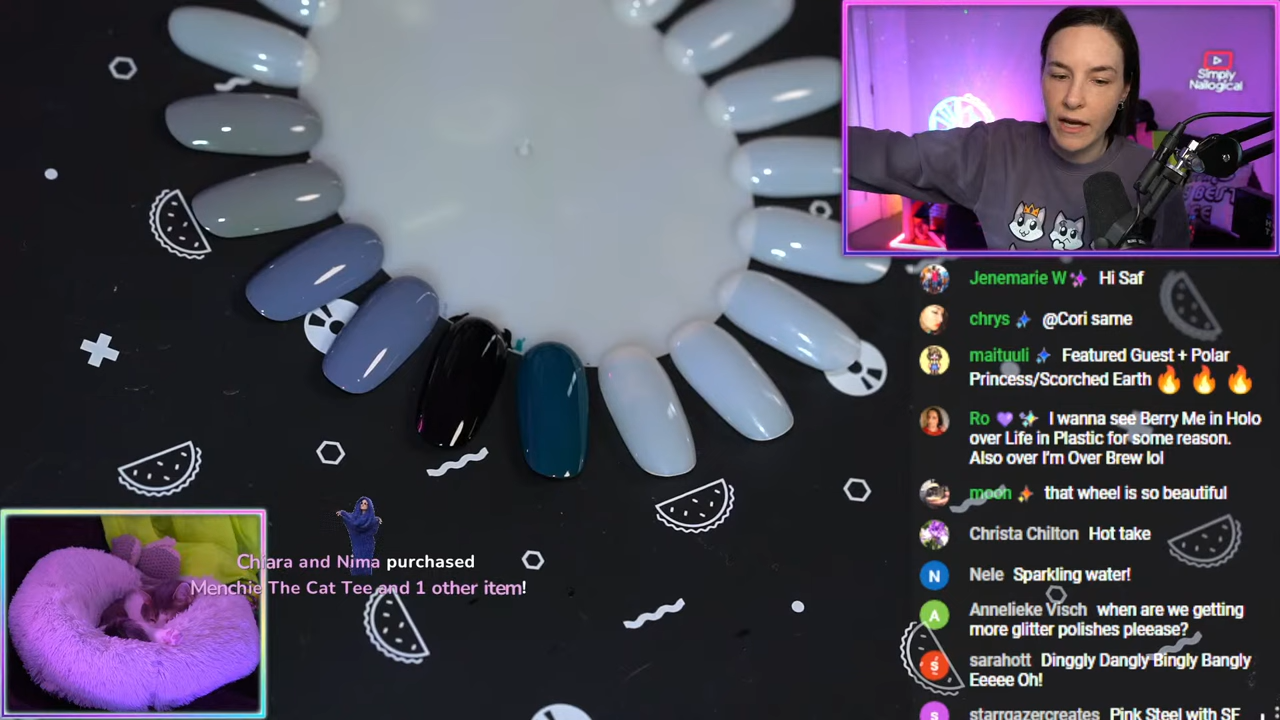 Simply
Nailogical
Jenemarie W Hi Saf
chrys @Cori same
maituuli Featured Guest + Polar
Princess/Scorched Earth
Ro I wanna see Berry Me in Holo
over Life in Plastic for some reason.
Also over I'm Over Brew lol
mooh that wheel is so beautiful
Christa Chilton Hot take
N
Nele Sparkling water!
A
Annelieke Visch when are we getting
more glitter polishes pleease?
ś
sarahott Dinggly Dangly Bingly Bangly
Eeeee Oh!
s
starrgazercreates Pink Steel with SF
Chiara and Nima purchased
Menchie The Cat Tee and 1 other item!